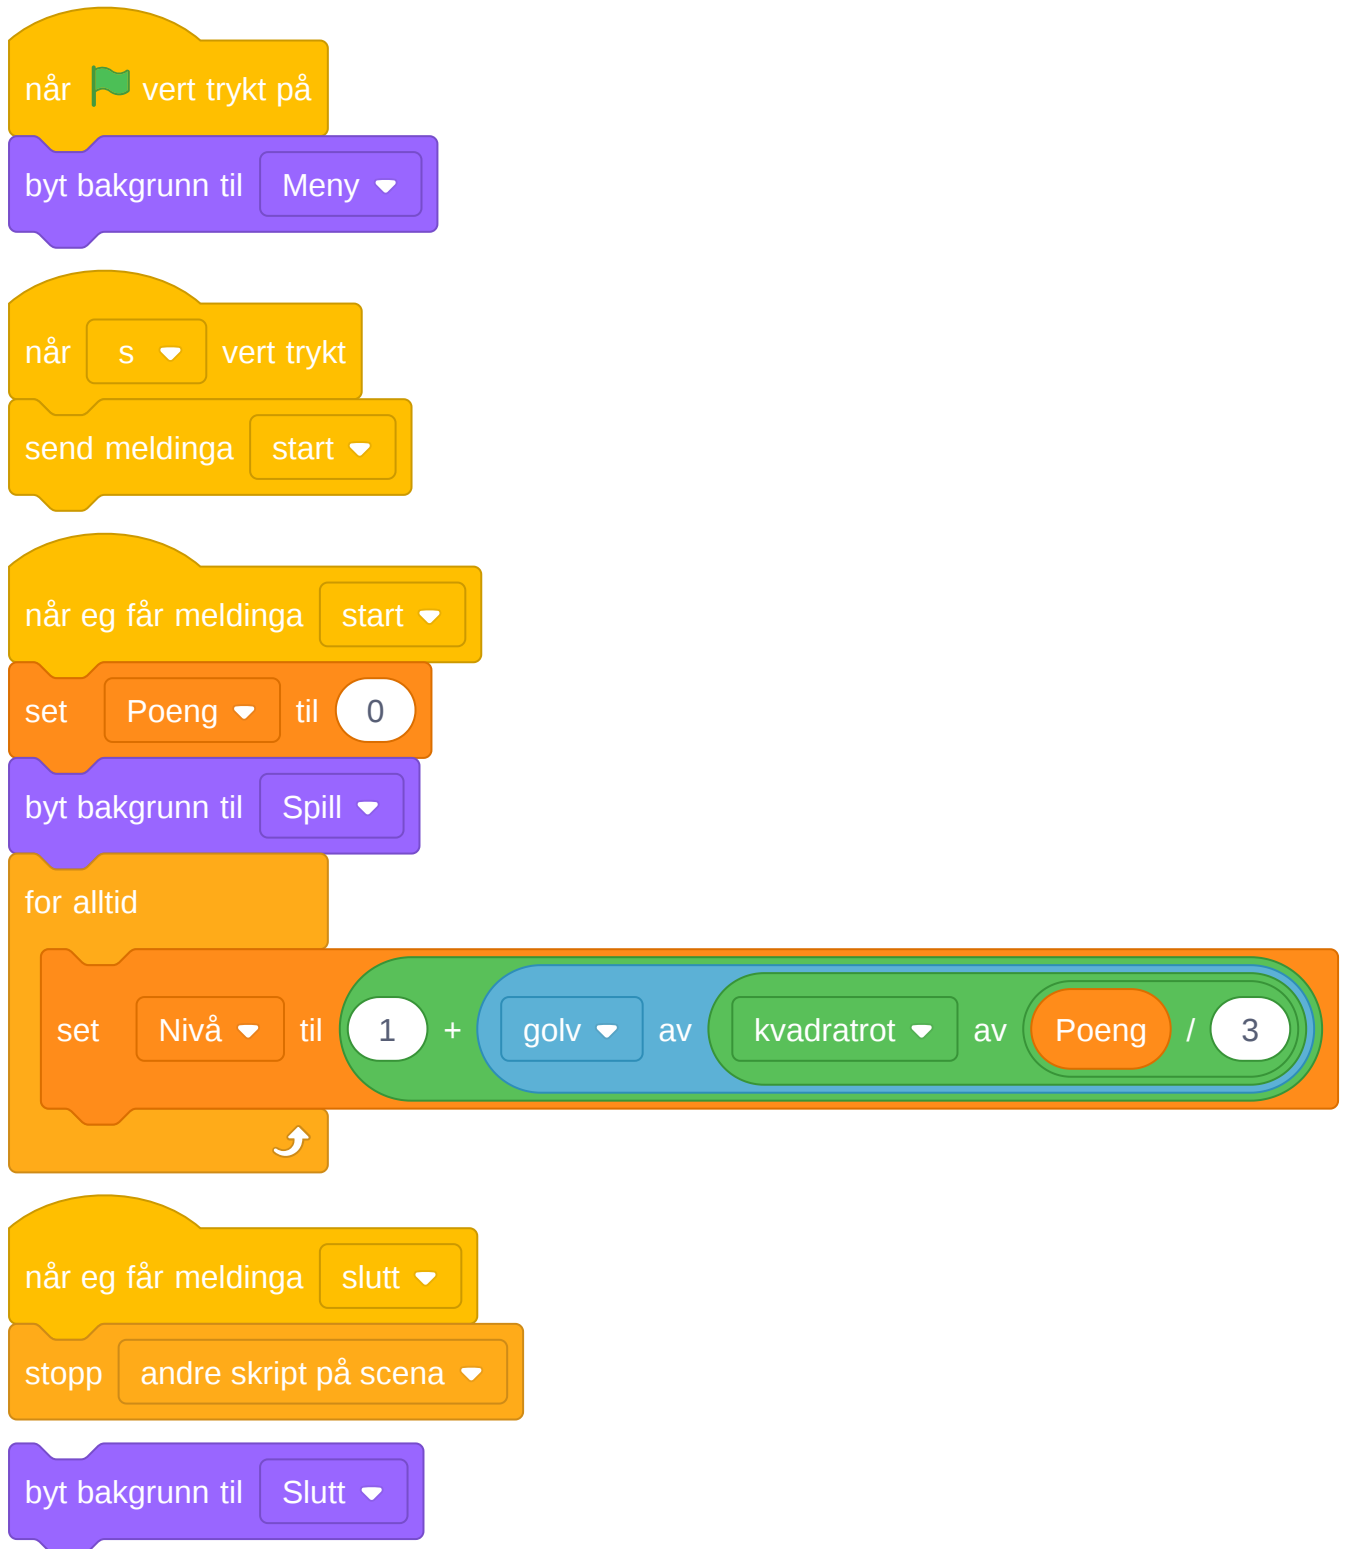 når vert trykt på
byt bakgrunn til Meny
når s vert trykt
send meldinga start
når eg får meldinga start
set Poeng til 0
byt bakgrunn til Spill
for alltid
set Nivå til 1 + golv av kvadratrot av Poeng / 3
når eg får meldinga slutt
stopp andre skript på scena
byt bakgrunn til Slutt